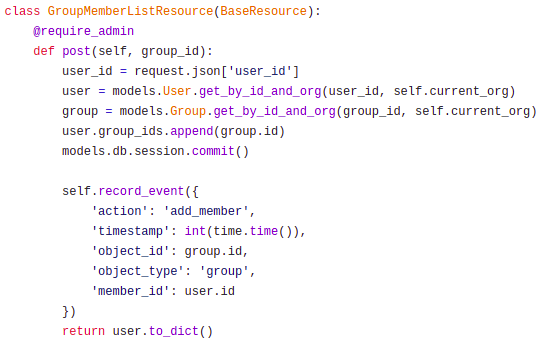 class GroupMemberListResource(BaseResource):
    @require_admin
    def post(self, group_id):
        user_id = request.json['user_id']
        user = models.User.get_by_id_and_org(user_id, self.current_org)
        group = models.Group.get_by_id_and_org(group_id, self.current_org)
        user.group_ids.append(group.id)
        models.db.session.commit()

        self.record_event({
            'action': 'add_member',
            'timestamp': int(time.time()),
            'object_id': group.id,
            'object_type': 'group',
            'member_id': user.id
        })
        return user.to_dict()